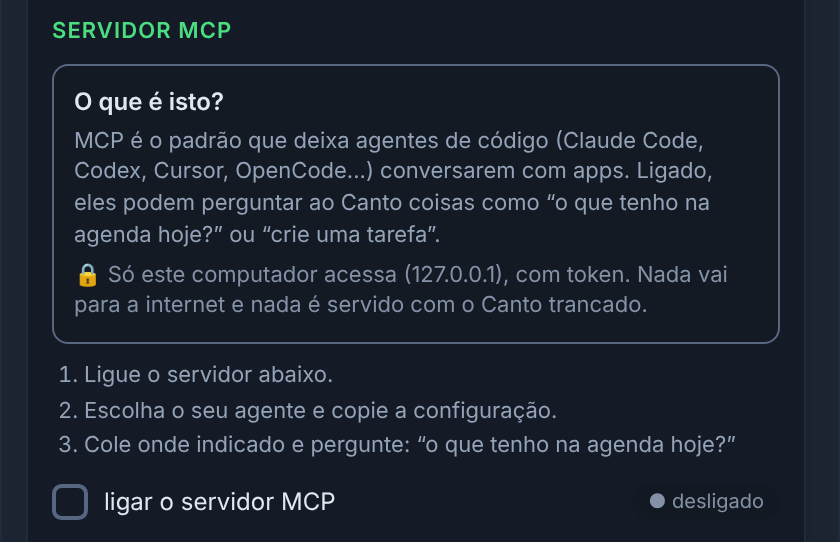 SERVIDOR MCP
O que é isto?
MCP é o padrão que deixa agentes de código (Claude Code,
Codex, Cursor, OpenCode...) conversarem com apps. Ligado,
eles podem perguntar ao Canto coisas como “o que tenho na
agenda hoje?” ou “crie uma tarefa”.
🔒 Só este computador acessa (127.0.0.1), com token. Nada vai
para a internet e nada é servido com o Canto trancado.
1. Ligue o servidor abaixo.
2. Escolha o seu agente e copie a configuração.
3. Cole onde indicado e pergunte: “o que tenho na agenda hoje?”
ligar o servidor MCP
desligado